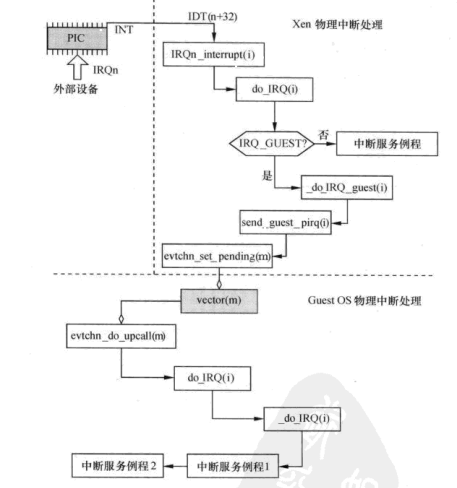 IDT(n+32)
Xen 物理中断处理
PIC
INT
IRQn
外部设备
IRQn_interrupt(i)
do_IRQ(i)
IRQ_GUEST?
否
中断服务例程
是
_do_IRQ_guest(i)
send_guest_pirq(i)
evtchn_set_pending(m)
vector(m)
Guest OS 物理中断处理
evtchn_do_upcall(m)
do_IRQ(i)
_do_IRQ(i)
中断服务例程2
中断服务例程1